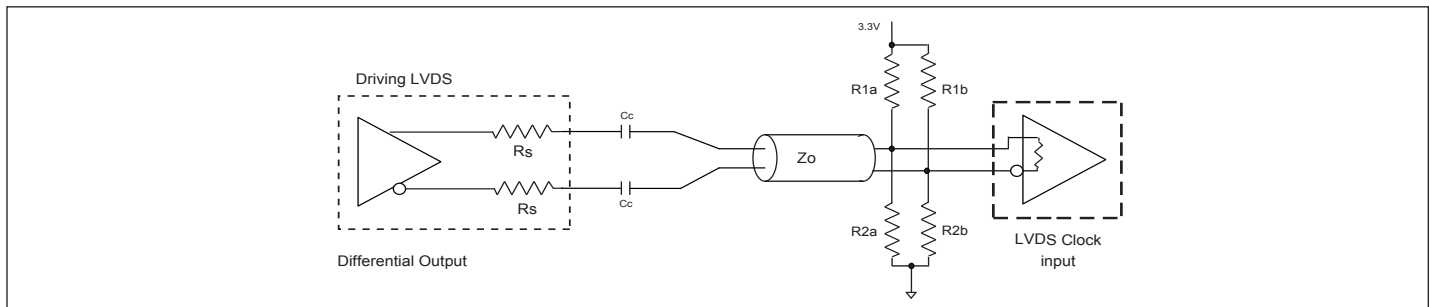 3.3V
Driving LVDS
R1a
R1b
Cc
Rs
Zo
Rs
Cc
R2a
R2b
LVDS Clock
input
Differential Output